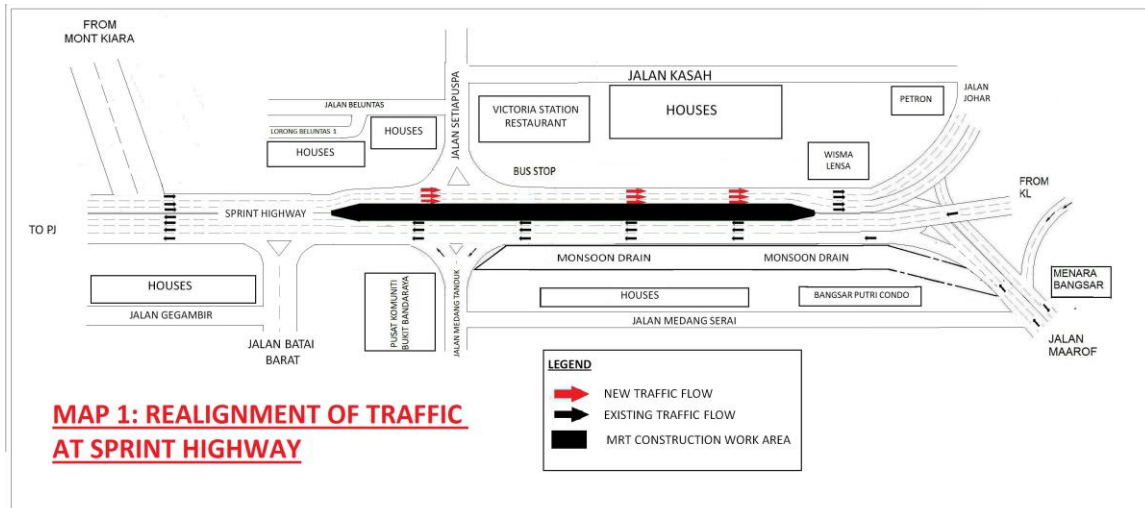 FROM
MONT KIARA
JALAN KASAH
JALAN
JOHAR
PETRON
JALAN BELUNTAS
JALAN SETIAPUSPA
VICTORIA STATION
RESTAURANT
HOUSES
LORONG BELUNTAS 1
HOUSES
HOUSES
WISMA
LENSA
BUS STOP
FROM
KL
SPRINT HIGHWAY
TO PJ
MONSOON DRAIN
MONSOON DRAIN
MENARA
BANGSAR
HOUSES
PUSAT KOMUNITI
BUKIT BANDARAYA
JALAN MEDANG TANDUK
HOUSES
BANGSAR PUTRI CONDO
JALAN GEGAMBIR
JALAN MEDANG SERAI
JALAN BATAI
BARAT
JALAN
MAAROF
LEGEND
NEW TRAFFIC FLOW
EXISTING TRAFFIC FLOW
MRT CONSTRUCTION WORK AREA
MAP 1: REALIGNMENT OF TRAFFIC
AT SPRINT HIGHWAY